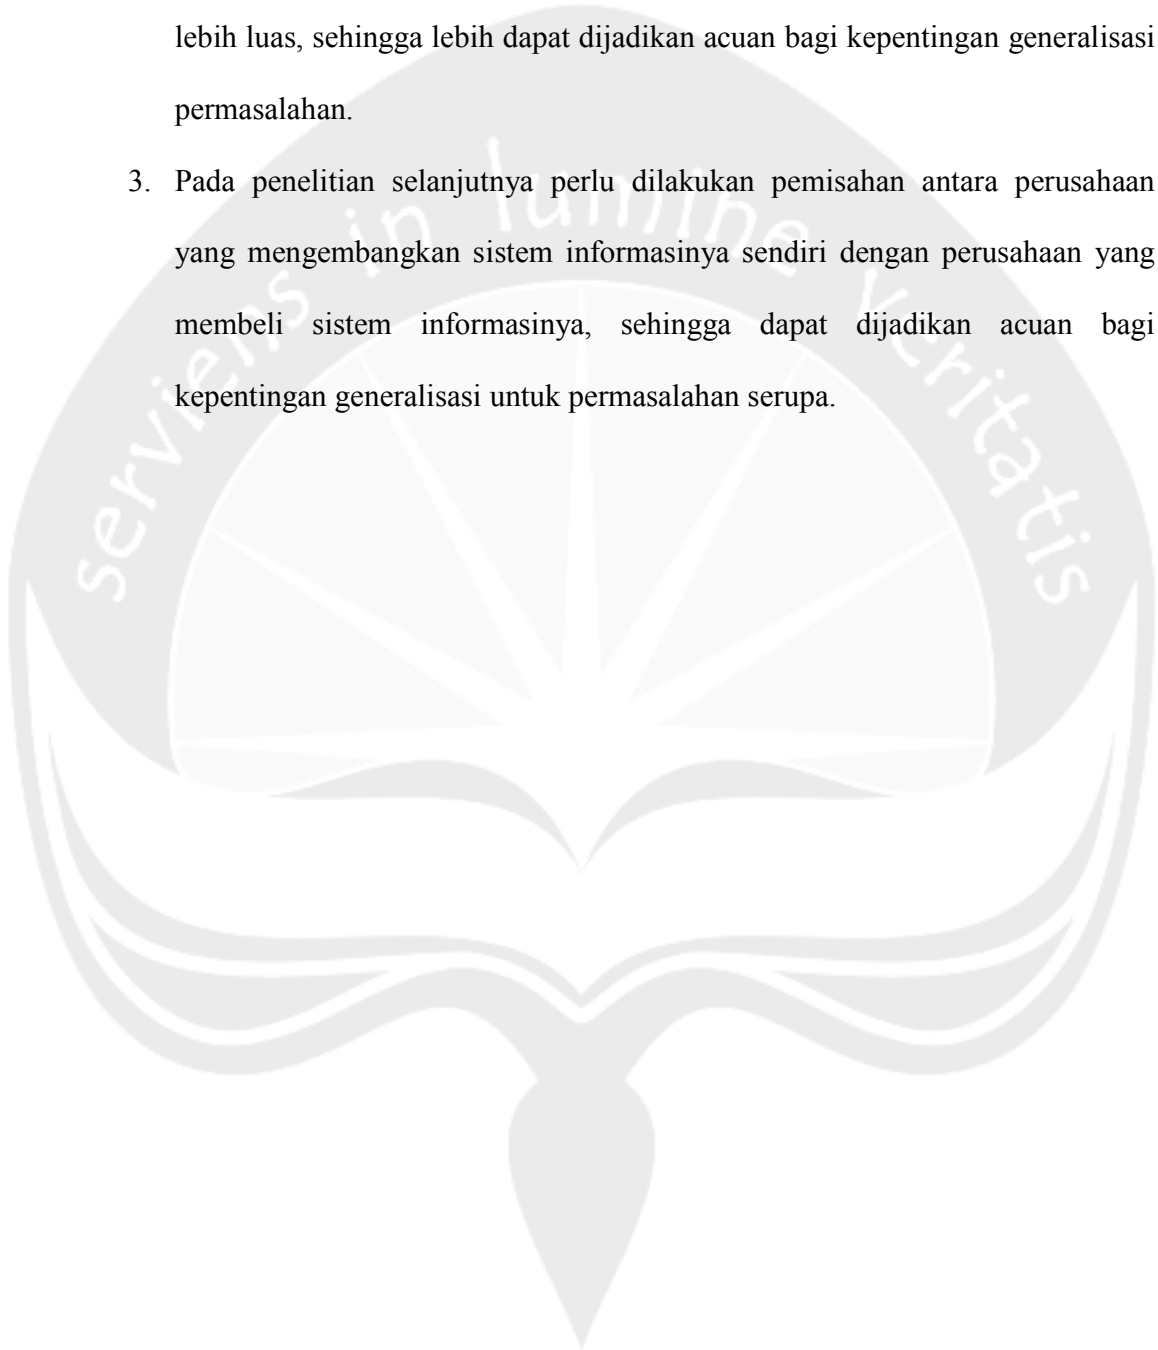 lebih luas, sehingga lebih dapat dijadikan acuan bagi kepentingan generalisasi
permasalahan.
3. Pada penelitian selanjutnya perlu dilakukan pemisahan antara perusahaan
yang mengembangkan sistem informasinya sendiri dengan perusahaan yang
membeli sistem informasinya, sehingga dapat dijadikan acuan bagi
kepentingan generalisasi untuk permasalahan serupa.
serviens in lumine veritatis